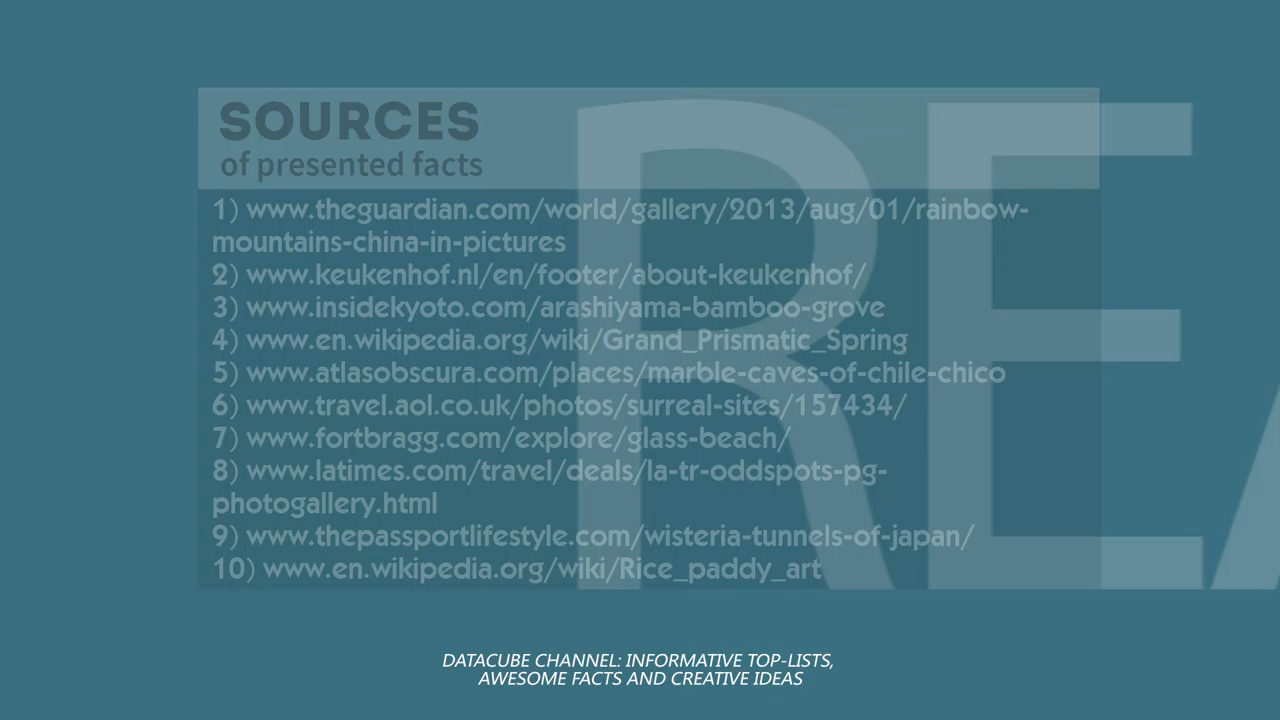 SOURCES
of presented facts
1) www.theguardian.com/world/gallery/2013/aug/01/rainbow-
mountains-china-in-pictures
2) www.keukenhof.nl/en/footer/about-keukenhof/
3) www.insidekyoto.com/arashiyama-bamboo-grove
4) www.en.wikipedia.org/wiki/Grand_Prismatic_Spring
5) www.atlasobscura.com/places/marble-caves-of-chile-chico
6) www.travel.aol.co.uk/photos/surreal-sites/157434/
7) www.fortbragg.com/explore/glass-beach/
8) www.latimes.com/travel/deals/la-tr-oddspots-pg-
photogallery.html
9) www.thepassportlifestyle.com/wisteria-tunnels-of-japan/
10) www.en.wikipedia.org/wiki/Rice_paddy_art
RE
DATACUBE CHANNEL: INFORMATIVE TOP-LISTS,
AWESOME FACTS AND CREATIVE IDEAS